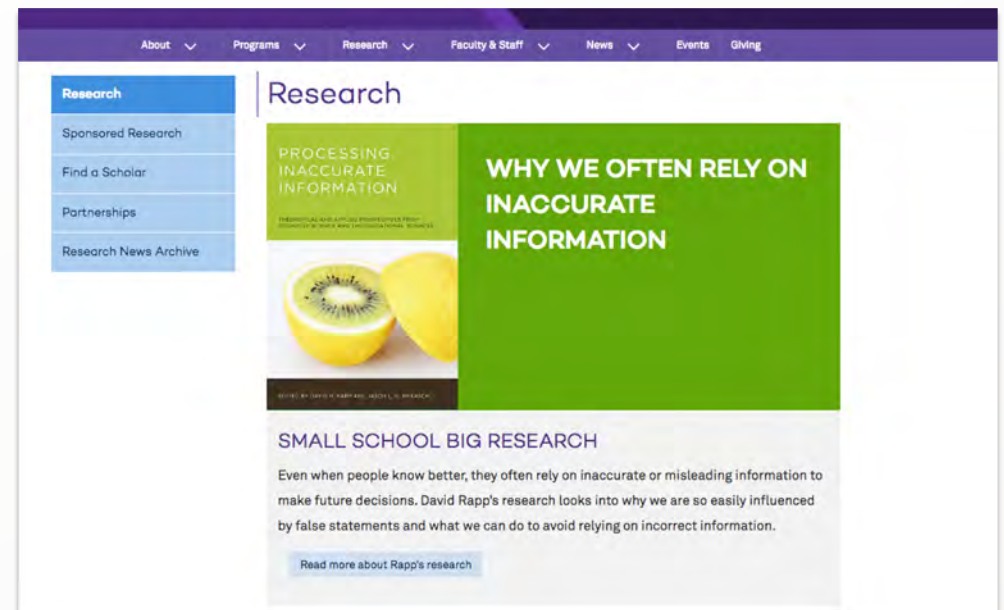 About Programs Research Faculty & Staff News Events Giving
Research
Sponsored Research
Find a Scholar
Partnerships
Research News Archive
Research
PROCESSING
INACCURATE
INFORMATION
WHY WE OFTEN RELY ON
INACCURATE
INFORMATION
SMALL SCHOOL BIG RESEARCH
Even when people know better, they often rely on inaccurate or misleading information to
make future decisions. David Rapp's research looks into why we are so easily influenced
by false statements and what we can do to avoid relying on incorrect information.
Read more about Rapp's research